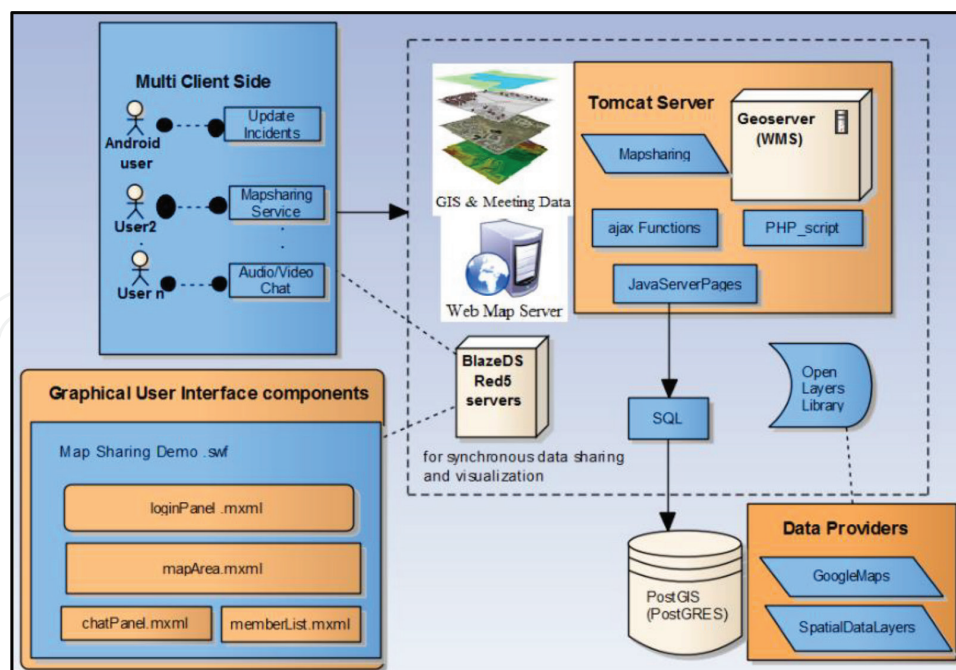 Multi Client Side
Android
user
Update
Incidents
User2
Mapsharing
Service
.
.
.
User n
Audio/Video
Chat
GIS & Meeting Data
Web Map Server
Tomcat Server
Geoserver
(WMS)
Mapsharing
ajax Functions
PHP_script
JavaServerPages
BlazeDS
Red5
servers
for synchronous data sharing
and visualization
SQL
Open
Layers
Library
Graphical User Interface components
Map Sharing Demo .swf
loginPanel .mxml
mapArea.mxml
chatPanel.mxml
memberList.mxml
PostGIS
(PostGRES)
Data Providers
GoogleMaps
SpatialDataLayers